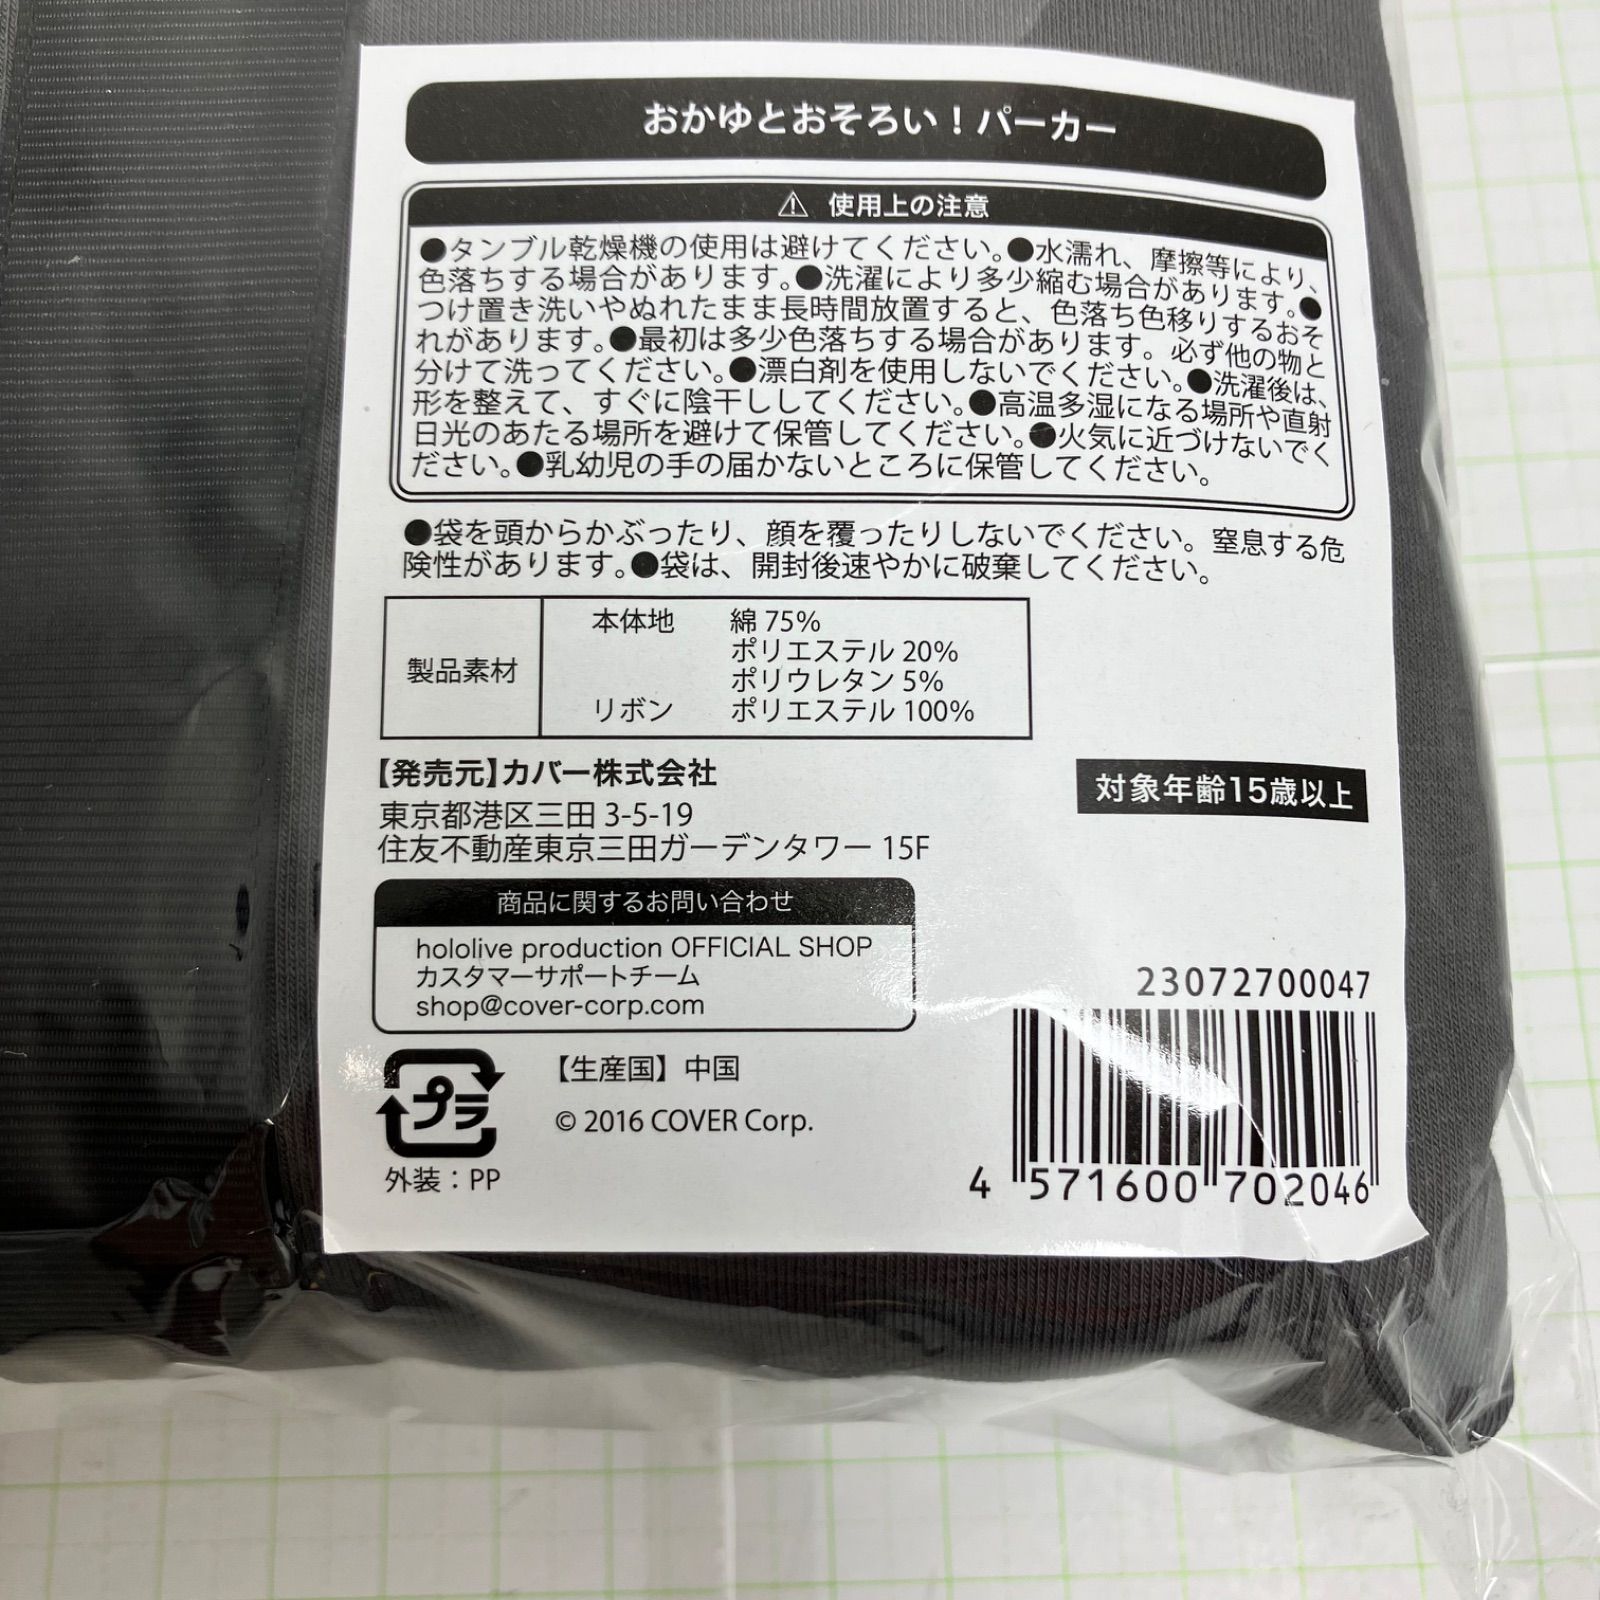 おかゆとおそろい！パーカー
⚠ 使用上の注意
●タンブル乾燥機の使用は避けてください。●水濡れ、摩擦等により、
色落ちする場合があります。●洗濯により多少縮む場合があります。●
つけ置き洗いやぬれたまま長時間放置すると、色落ち色移りするおそ
れがあります。●最初は多少色落ちする場合があります。必ず他の物と
分けて洗ってください。●漂白剤を使用しないでください。●洗濯後は、
形を整えて、すぐに陰干ししてください。●高温多湿になる場所や直射
日光のあたる場所を避けて保管してください。●火気に近づけないでく
ださい。●乳幼児の手の届かないところに保管してください。
●袋を頭からかぶったり、顔を覆ったりしないでください。窒息する危
険性があります。●袋は、開封後速やかに破棄してください。
製品素材
本体地 綿 75%
ポリエステル 20%
ポリウレタン 5%
リボン ポリエステル 100%
【発売元】カバー株式会社
東京都港区三田 3-5-19
住友不動産東京三田ガーデンタワー 15F
対象年齢15歳以上
商品に関するお問い合わせ
hololive production OFFICIAL SHOP
カスタマーサポートチーム
shop@cover-corp.com
プラ
外装：PP
【生産国】中国
© 2016 COVER Corp.
23072700047
4 571600 702046